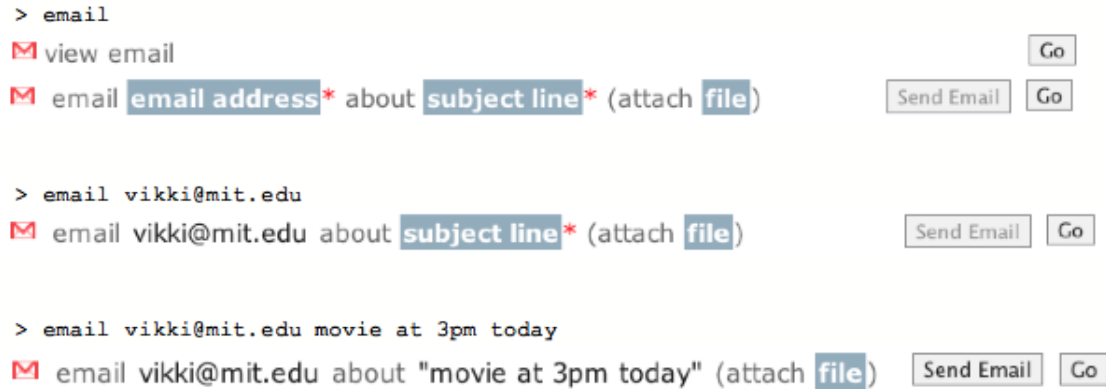 > email
view email Go
email email address* about subject line* (attach file) Send Email Go
> email vikki@mit.edu
email vikki@mit.edu about subject line* (attach file) Send Email Go
> email vikki@mit.edu movie at 3pm today
email vikki@mit.edu about "movie at 3pm today" (attach file) Send Email Go